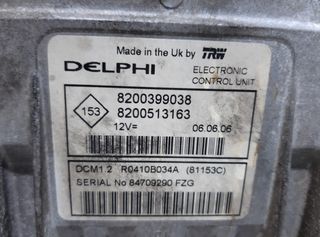 Made in the Uk by TRW
DELPHI
ELECTRONIC
CONTROL UNIT
153
8200399038
8200513163
12V= 06.06.06
DCM1.2 R0410B034A (81153C)
SERIAL No 84709290 FZG